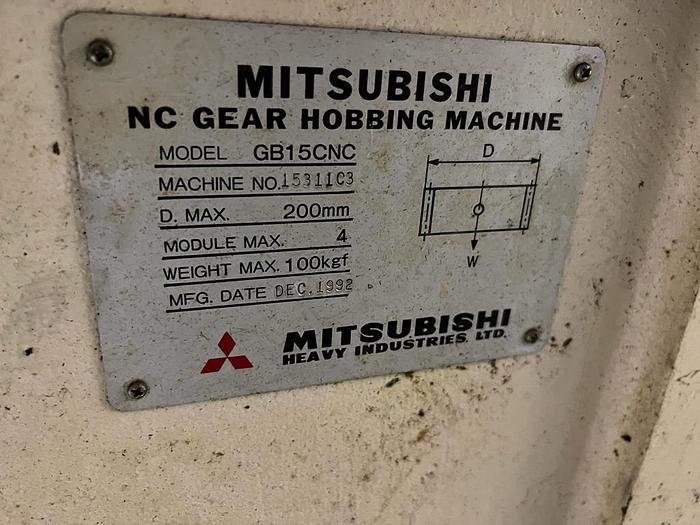 MITSUBISHI
NC GEAR HOBBING MACHINE
MODEL GB15CNC
MACHINE NO. 15311C3
D. MAX. 200mm
MODULE MAX. 4
WEIGHT MAX. 100kgf
MFG. DATE DEC. 1992
D
W
MITSUBISHI
HEAVY INDUSTRIES, LTD.